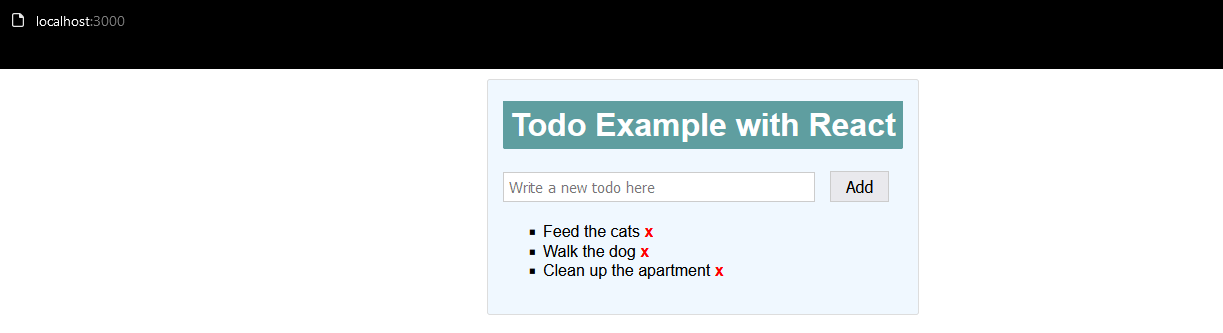 localhost:3000
Todo Example with React
Write a new todo here
Add
Feed the cats x
Walk the dog x
Clean up the apartment x